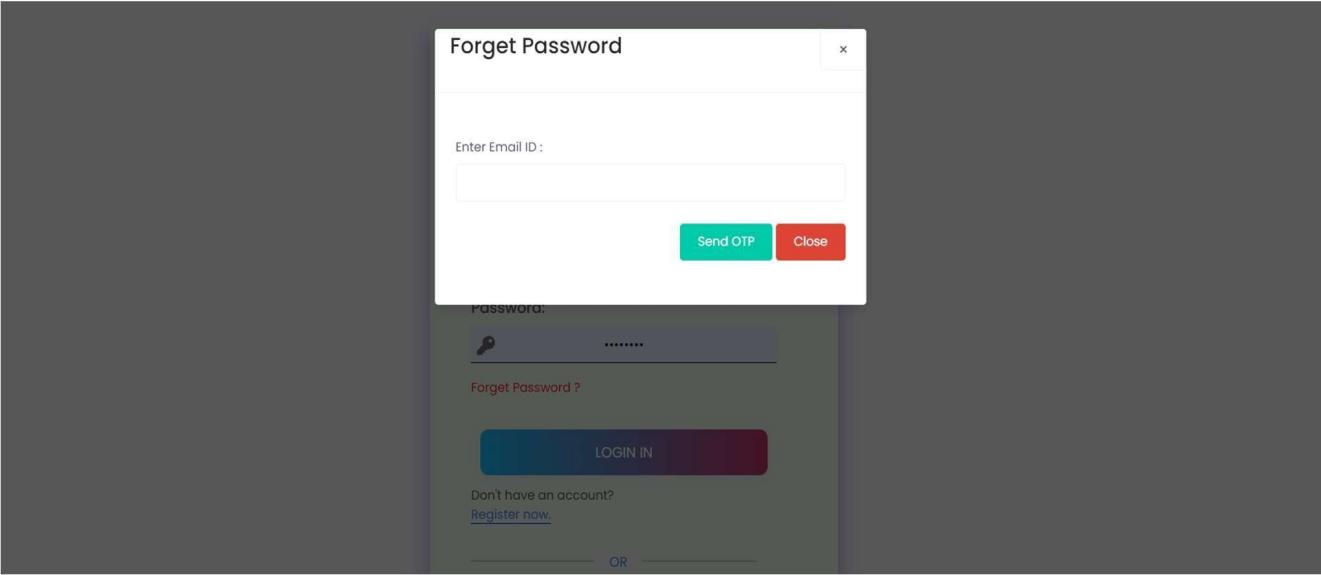 Forget Password
×
Enter Email ID :
Send OTP Close
Password:
••••••••
Forget Password ?
LOGIN IN
Don't have an account?
Register now.
OR